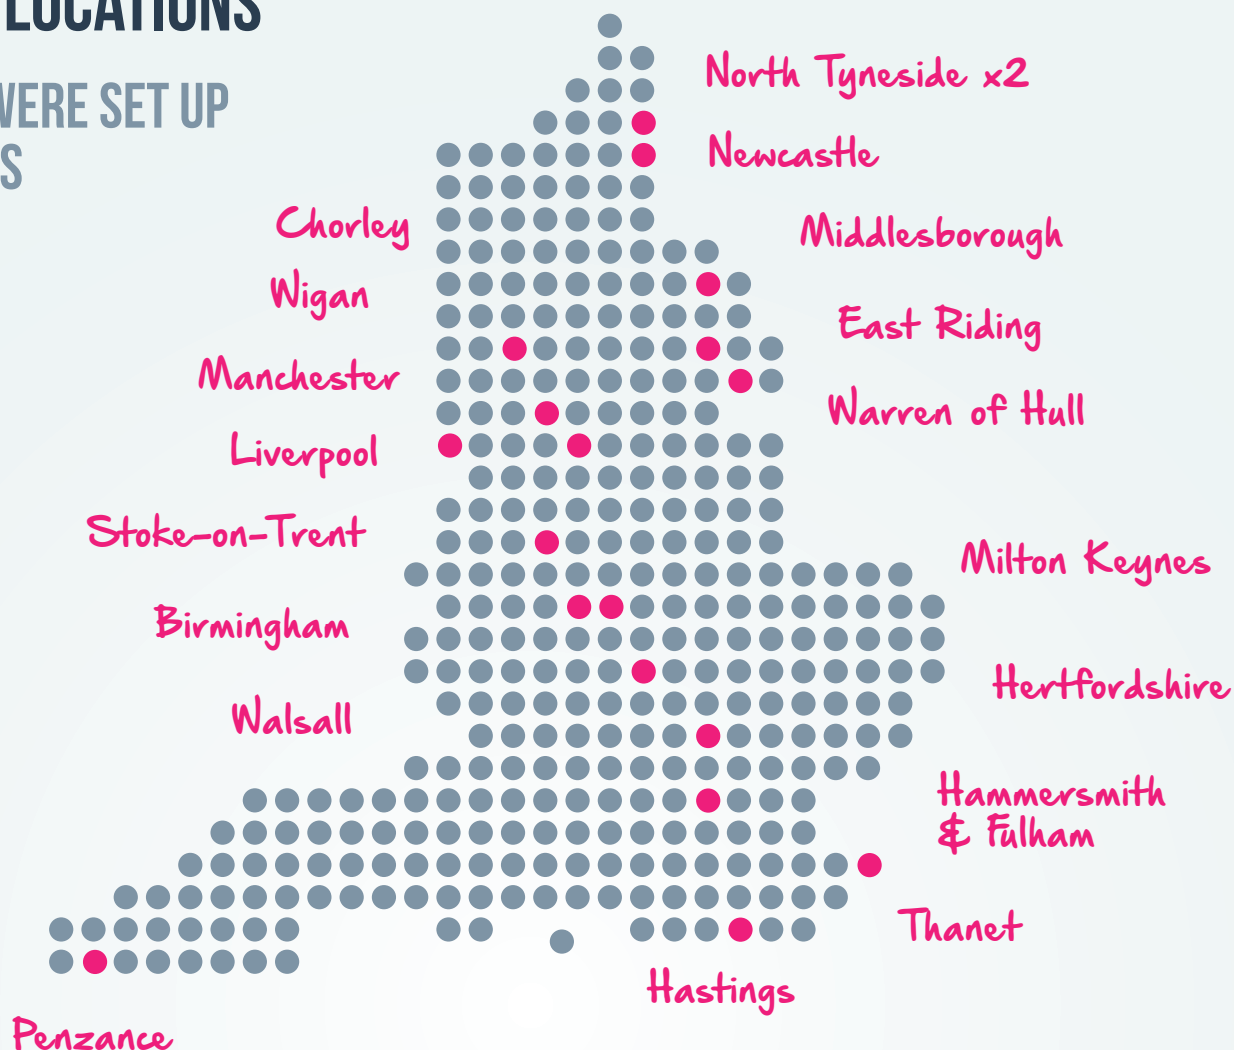 LOCATIONS
WERE SET UP
S
North Tyneside x2
Newcastle
Chorley
Middlesborough
Wigan
East Riding
Manchester
Warren of Hull
Liverpool
Stoke-on-Trent
Milton Keynes
Birmingham
Hertfordshire
Walsall
Hammersmith
& Fulham
Thanet
Hastings
Penzance